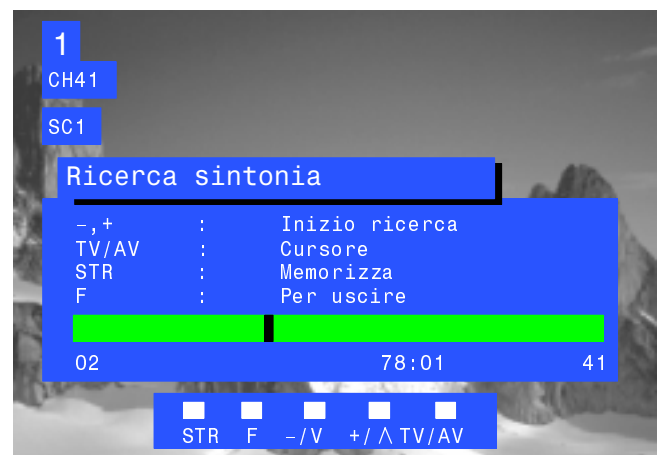 1
CH41
SC1
Ricerca sintonia
–,+ : Inizio ricerca
TV/AV : Cursore
STR : Memorizza
F : Per uscire
02 78:01 41
STR F –/V +/Λ TV/AV